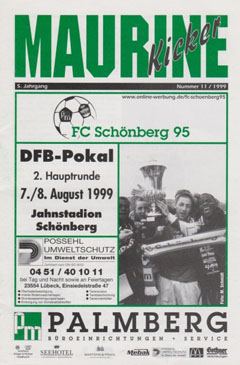 MAURINE
Kicker
5. Jahrgang
Nummer 11 / 1999
www.online-werbung.de/fc-schoenberg95
FC Schönberg 95
DFB-Pokal
2. Hauptrunde
7./8. August 1999
Jahnstadion
Schönberg
POSSEHL
UMWELTSCHUTZ
Im Dienst der Umwelt
04 51 / 40 10 11
bei Tag und Nacht sowie an Feiertagen
23554 Lübeck, Einsiedelstraße 47
PALMBERG
BÜROEINRICHTUNGEN + SERVICE
SEEHOTEL